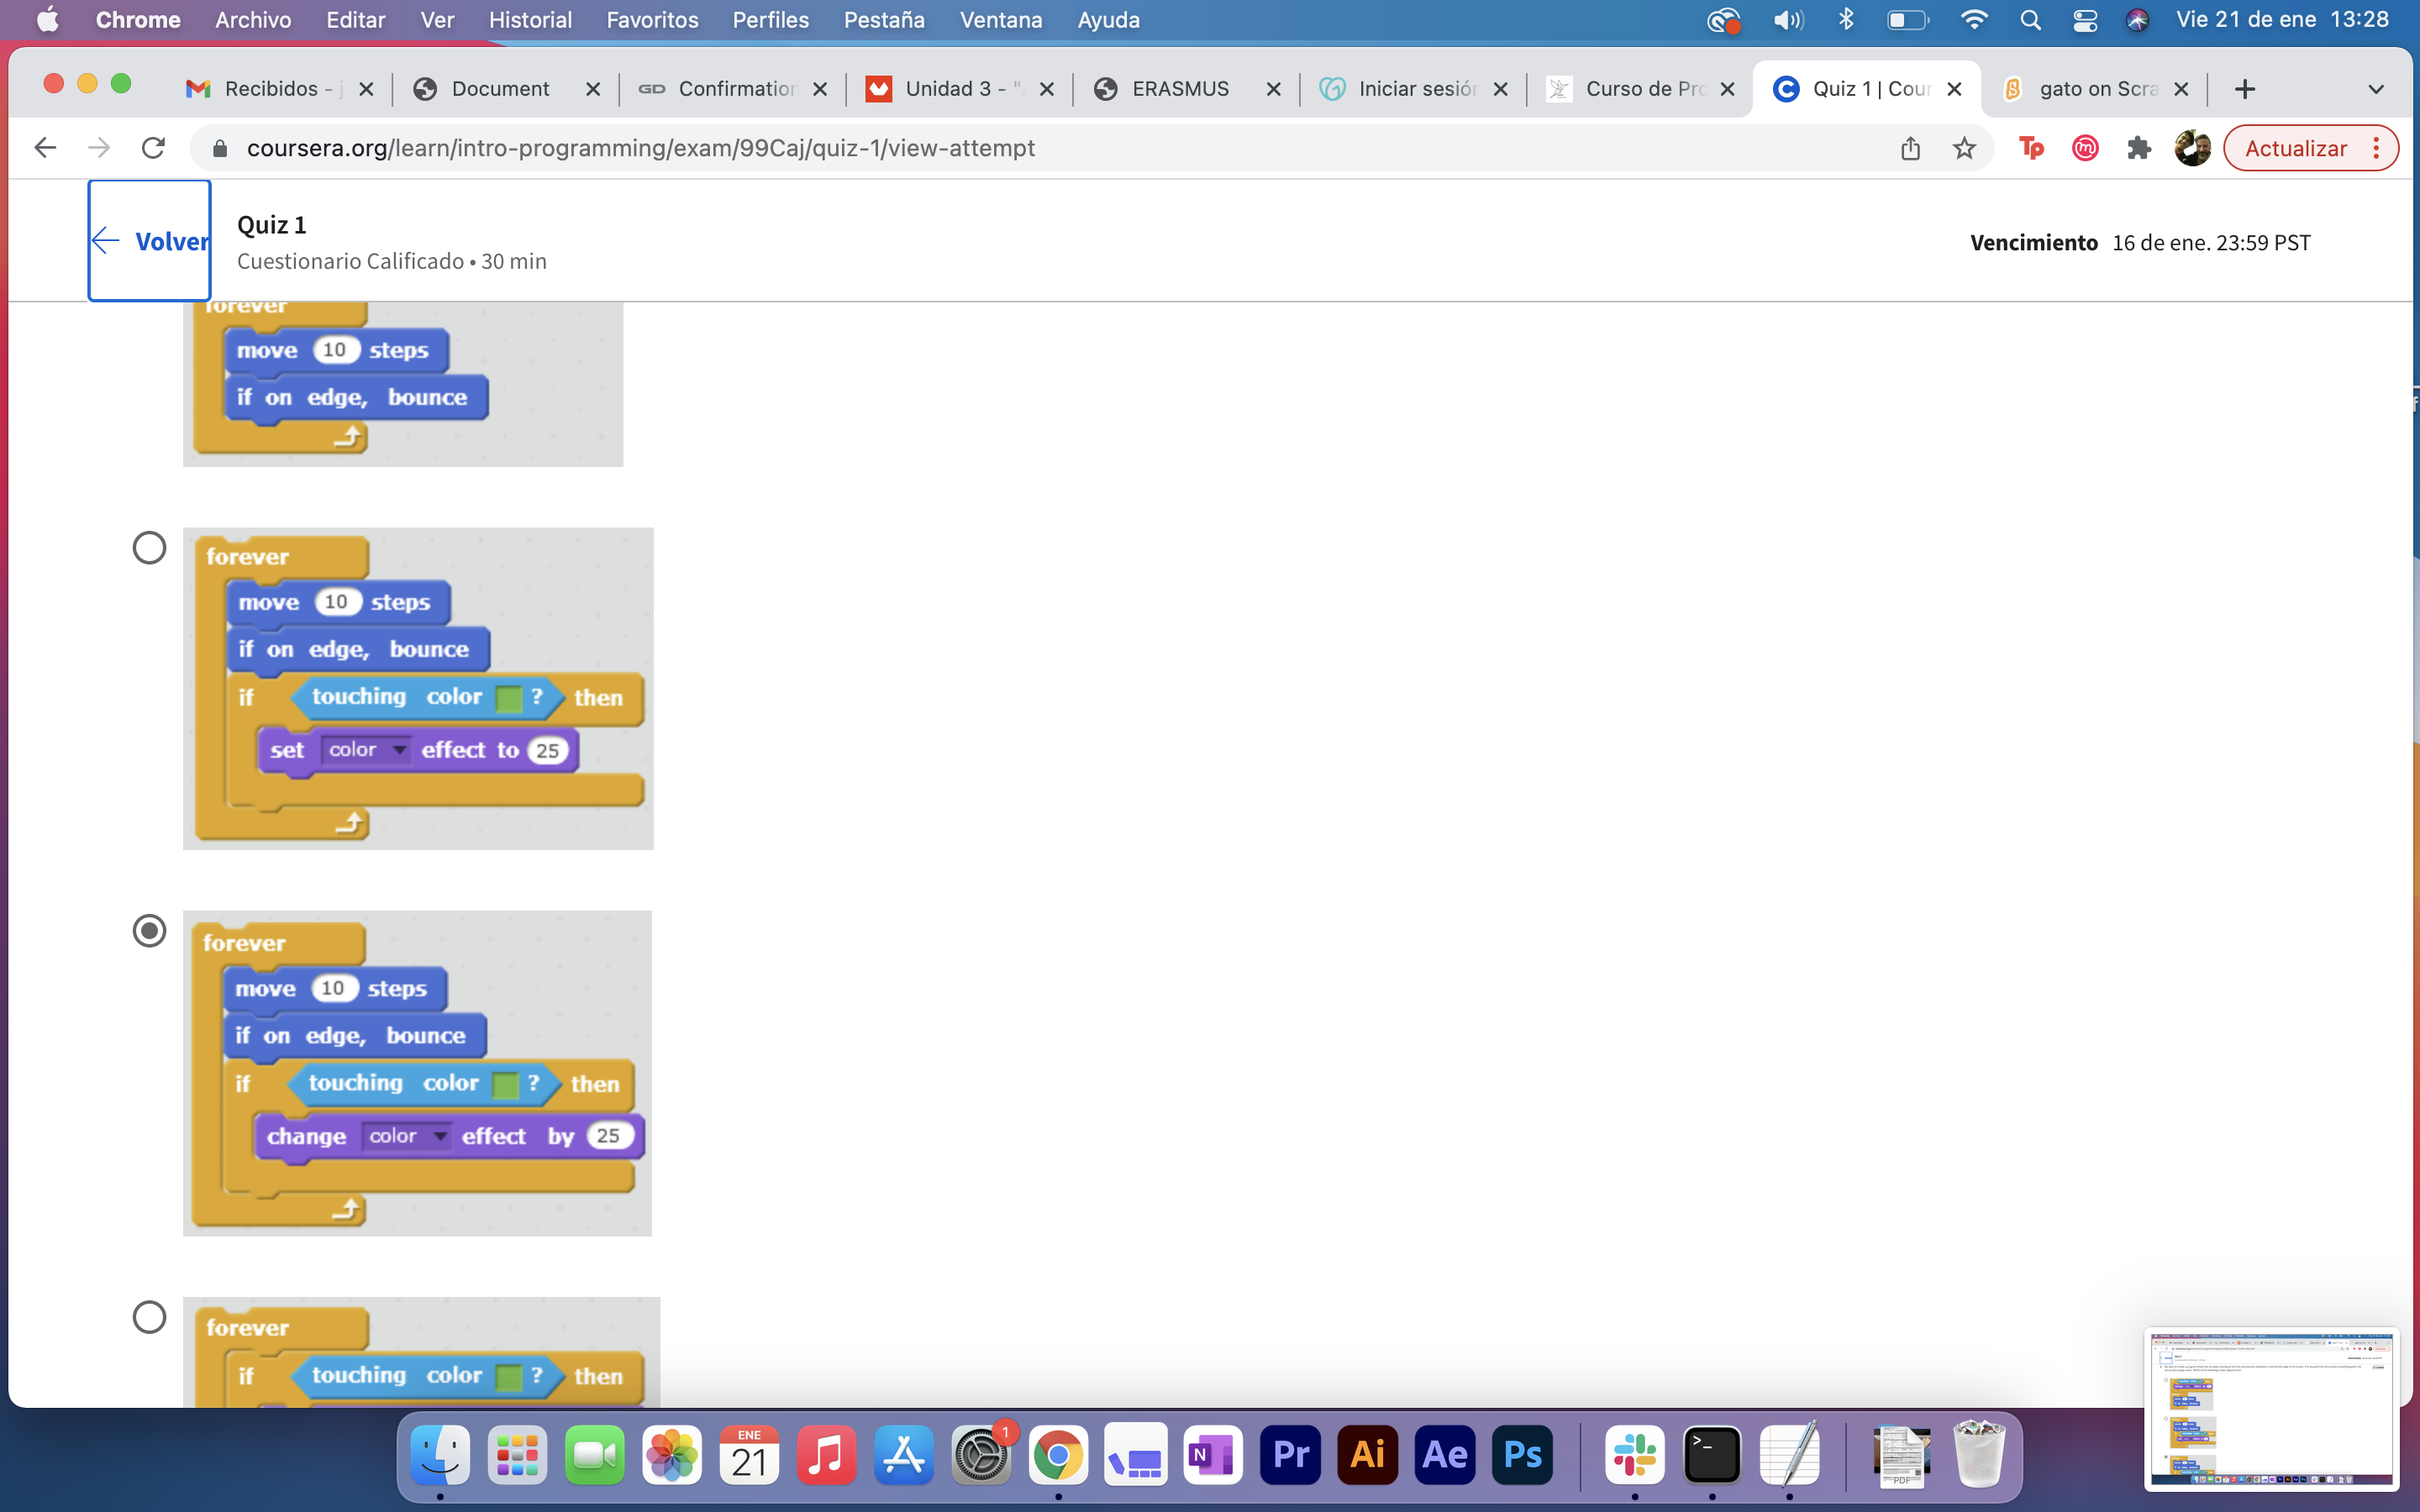 Chrome Archivo Editar Ver Historial Favoritos Perfiles Pestaña Ventana Ayuda Vie 21 de ene 13:28
Recibidos - Document GD Confirmation Unidad 3 - " ERASMUS Iniciar sesión Curso de Pro Quiz 1 | Cour gato on Scra
coursera.org/learn/intro-programming/exam/99Caj/quiz-1/view-attempt Tp Actualizar
Volver
Quiz 1
Cuestionario Calificado • 30 min
Vencimiento 16 de ene. 23:59 PST
forever
move 10 steps
if on edge, bounce
forever
move 10 steps
if on edge, bounce
if touching color ? then
set color effect to 25
forever
move 10 steps
if on edge, bounce
if touching color ? then
change color effect by 25
forever
if touching color ? then
ENE
21
1
N
Pr
Ai
Ae
Ps
>_
PDF